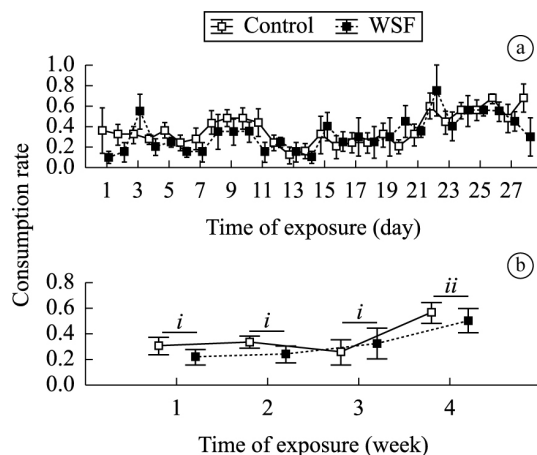 Control WSF
a
1.0
0.8
0.6
0.4
0.2
0.0
1 3 5 7 9 11 13 15 17 19 21 23 25 27
Time of exposure (day)
Consumption rate
b
0.8
0.6
0.4
0.2
0.0
i i i ii
1 2 3 4
Time of exposure (week)